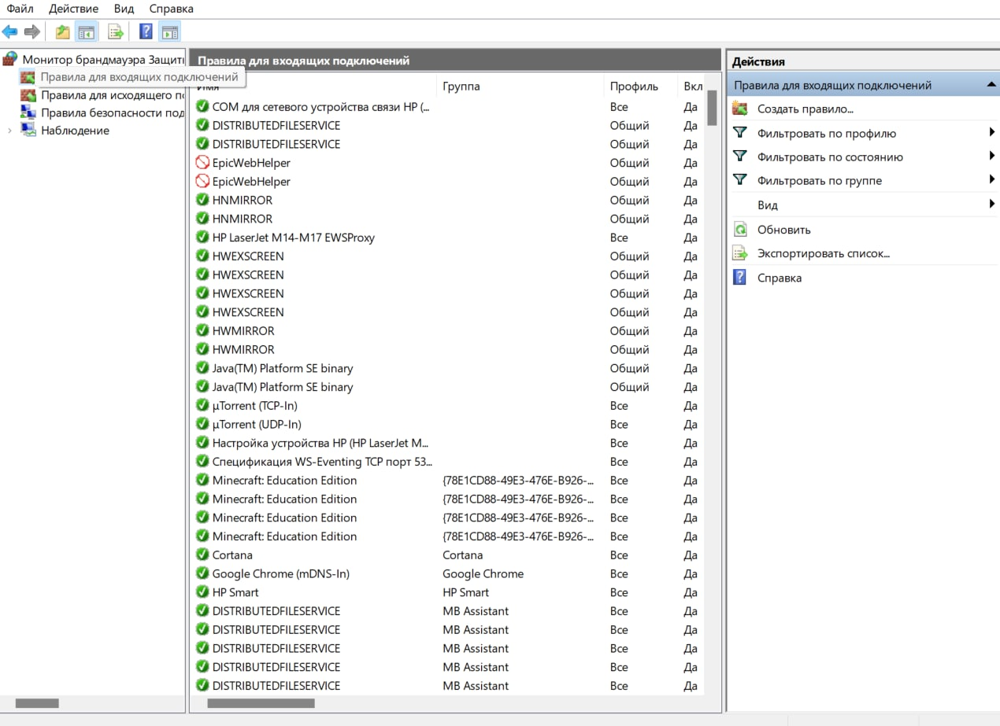 Файл Действие Вид Справка
Монитор брандмауэра Защит
Правила для входящих подключений
Правила для исходящего п
Правила безопасности под
Наблюдение
Правила для входящих подключений
Имя Группа Профиль Вкл
COM для сетевого устройства связи HP (... Все Да
DISTRIBUTEDFILESERVICE Общий Да
DISTRIBUTEDFILESERVICE Общий Да
EpicWebHelper Общий Да
EpicWebHelper Общий Да
HNMIRROR Общий Да
HNMIRROR Общий Да
HP LaserJet M14-M17 EWSProxy Все Да
HWEXSCREEN Общий Да
HWEXSCREEN Общий Да
HWEXSCREEN Общий Да
HWEXSCREEN Общий Да
HWMIRROR Общий Да
HWMIRROR Общий Да
Java(TM) Platform SE binary Общий Да
Java(TM) Platform SE binary Общий Да
µTorrent (TCP-In) Все Да
µTorrent (UDP-In) Все Да
Настройка устройства HP (HP LaserJet M... Все Да
Спецификация WS-Eventing TCP порт 53... Все Да
Minecraft: Education Edition {78E1CD88-49E3-476E-B926-... Все Да
Minecraft: Education Edition {78E1CD88-49E3-476E-B926-... Все Да
Minecraft: Education Edition {78E1CD88-49E3-476E-B926-... Все Да
Minecraft: Education Edition {78E1CD88-49E3-476E-B926-... Все Да
Cortana Cortana Все Да
Google Chrome (mDNS-In) Google Chrome Все Да
HP Smart HP Smart Все Да
DISTRIBUTEDFILESERVICE MB Assistant Все Да
DISTRIBUTEDFILESERVICE MB Assistant Все Да
DISTRIBUTEDFILESERVICE MB Assistant Все Да
DISTRIBUTEDFILESERVICE MB Assistant Все Да
DISTRIBUTEDFILESERVICE MB Assistant Все Да
Действия
Правила для входящих подключений
Создать правило...
Фильтровать по профилю
Фильтровать по состоянию
Фильтровать по группе
Вид
Обновить
Экспортировать список...
Справка